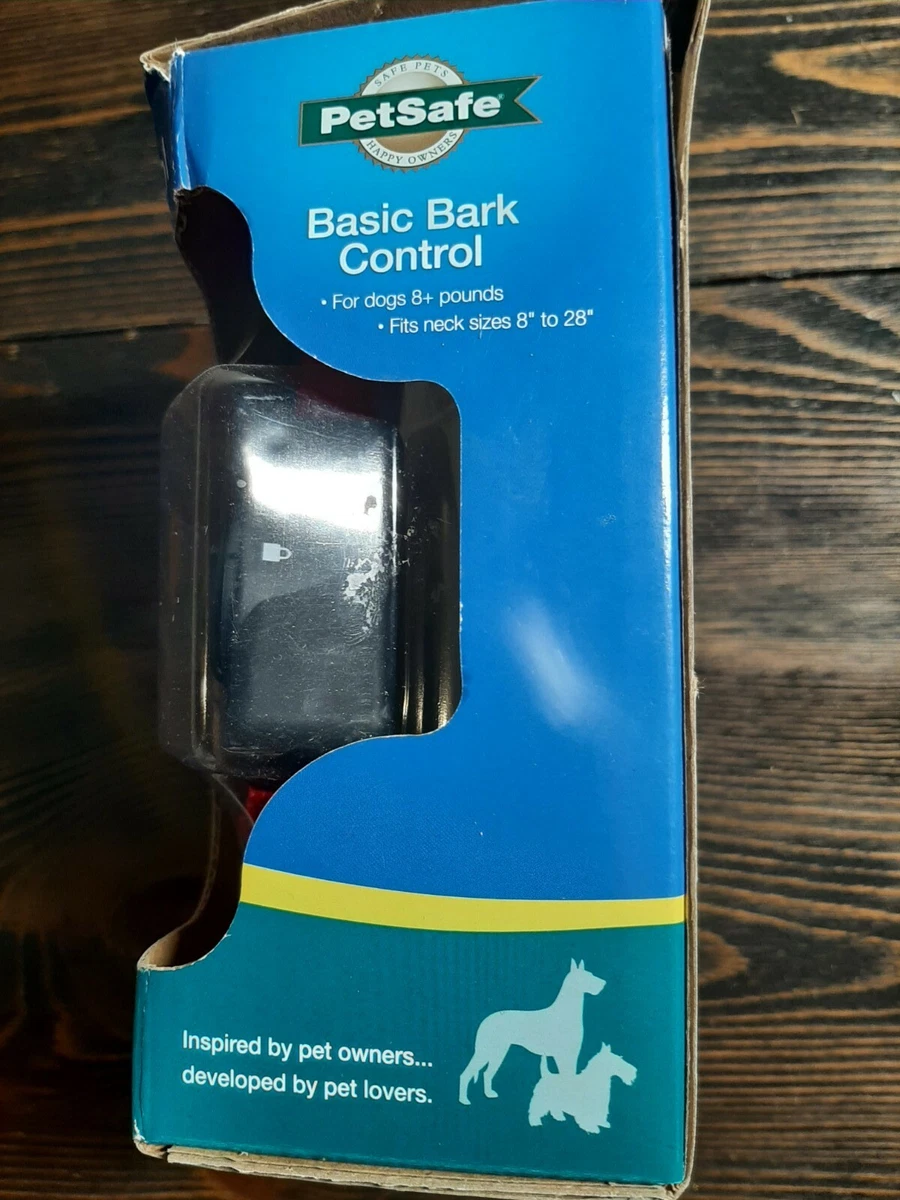 SAFE PETS
PetSafe®
HAPPY OWNERS
Basic Bark
Control
• For dogs 8+ pounds
• Fits neck sizes 8" to 28"
Inspired by pet owners...
developed by pet lovers.